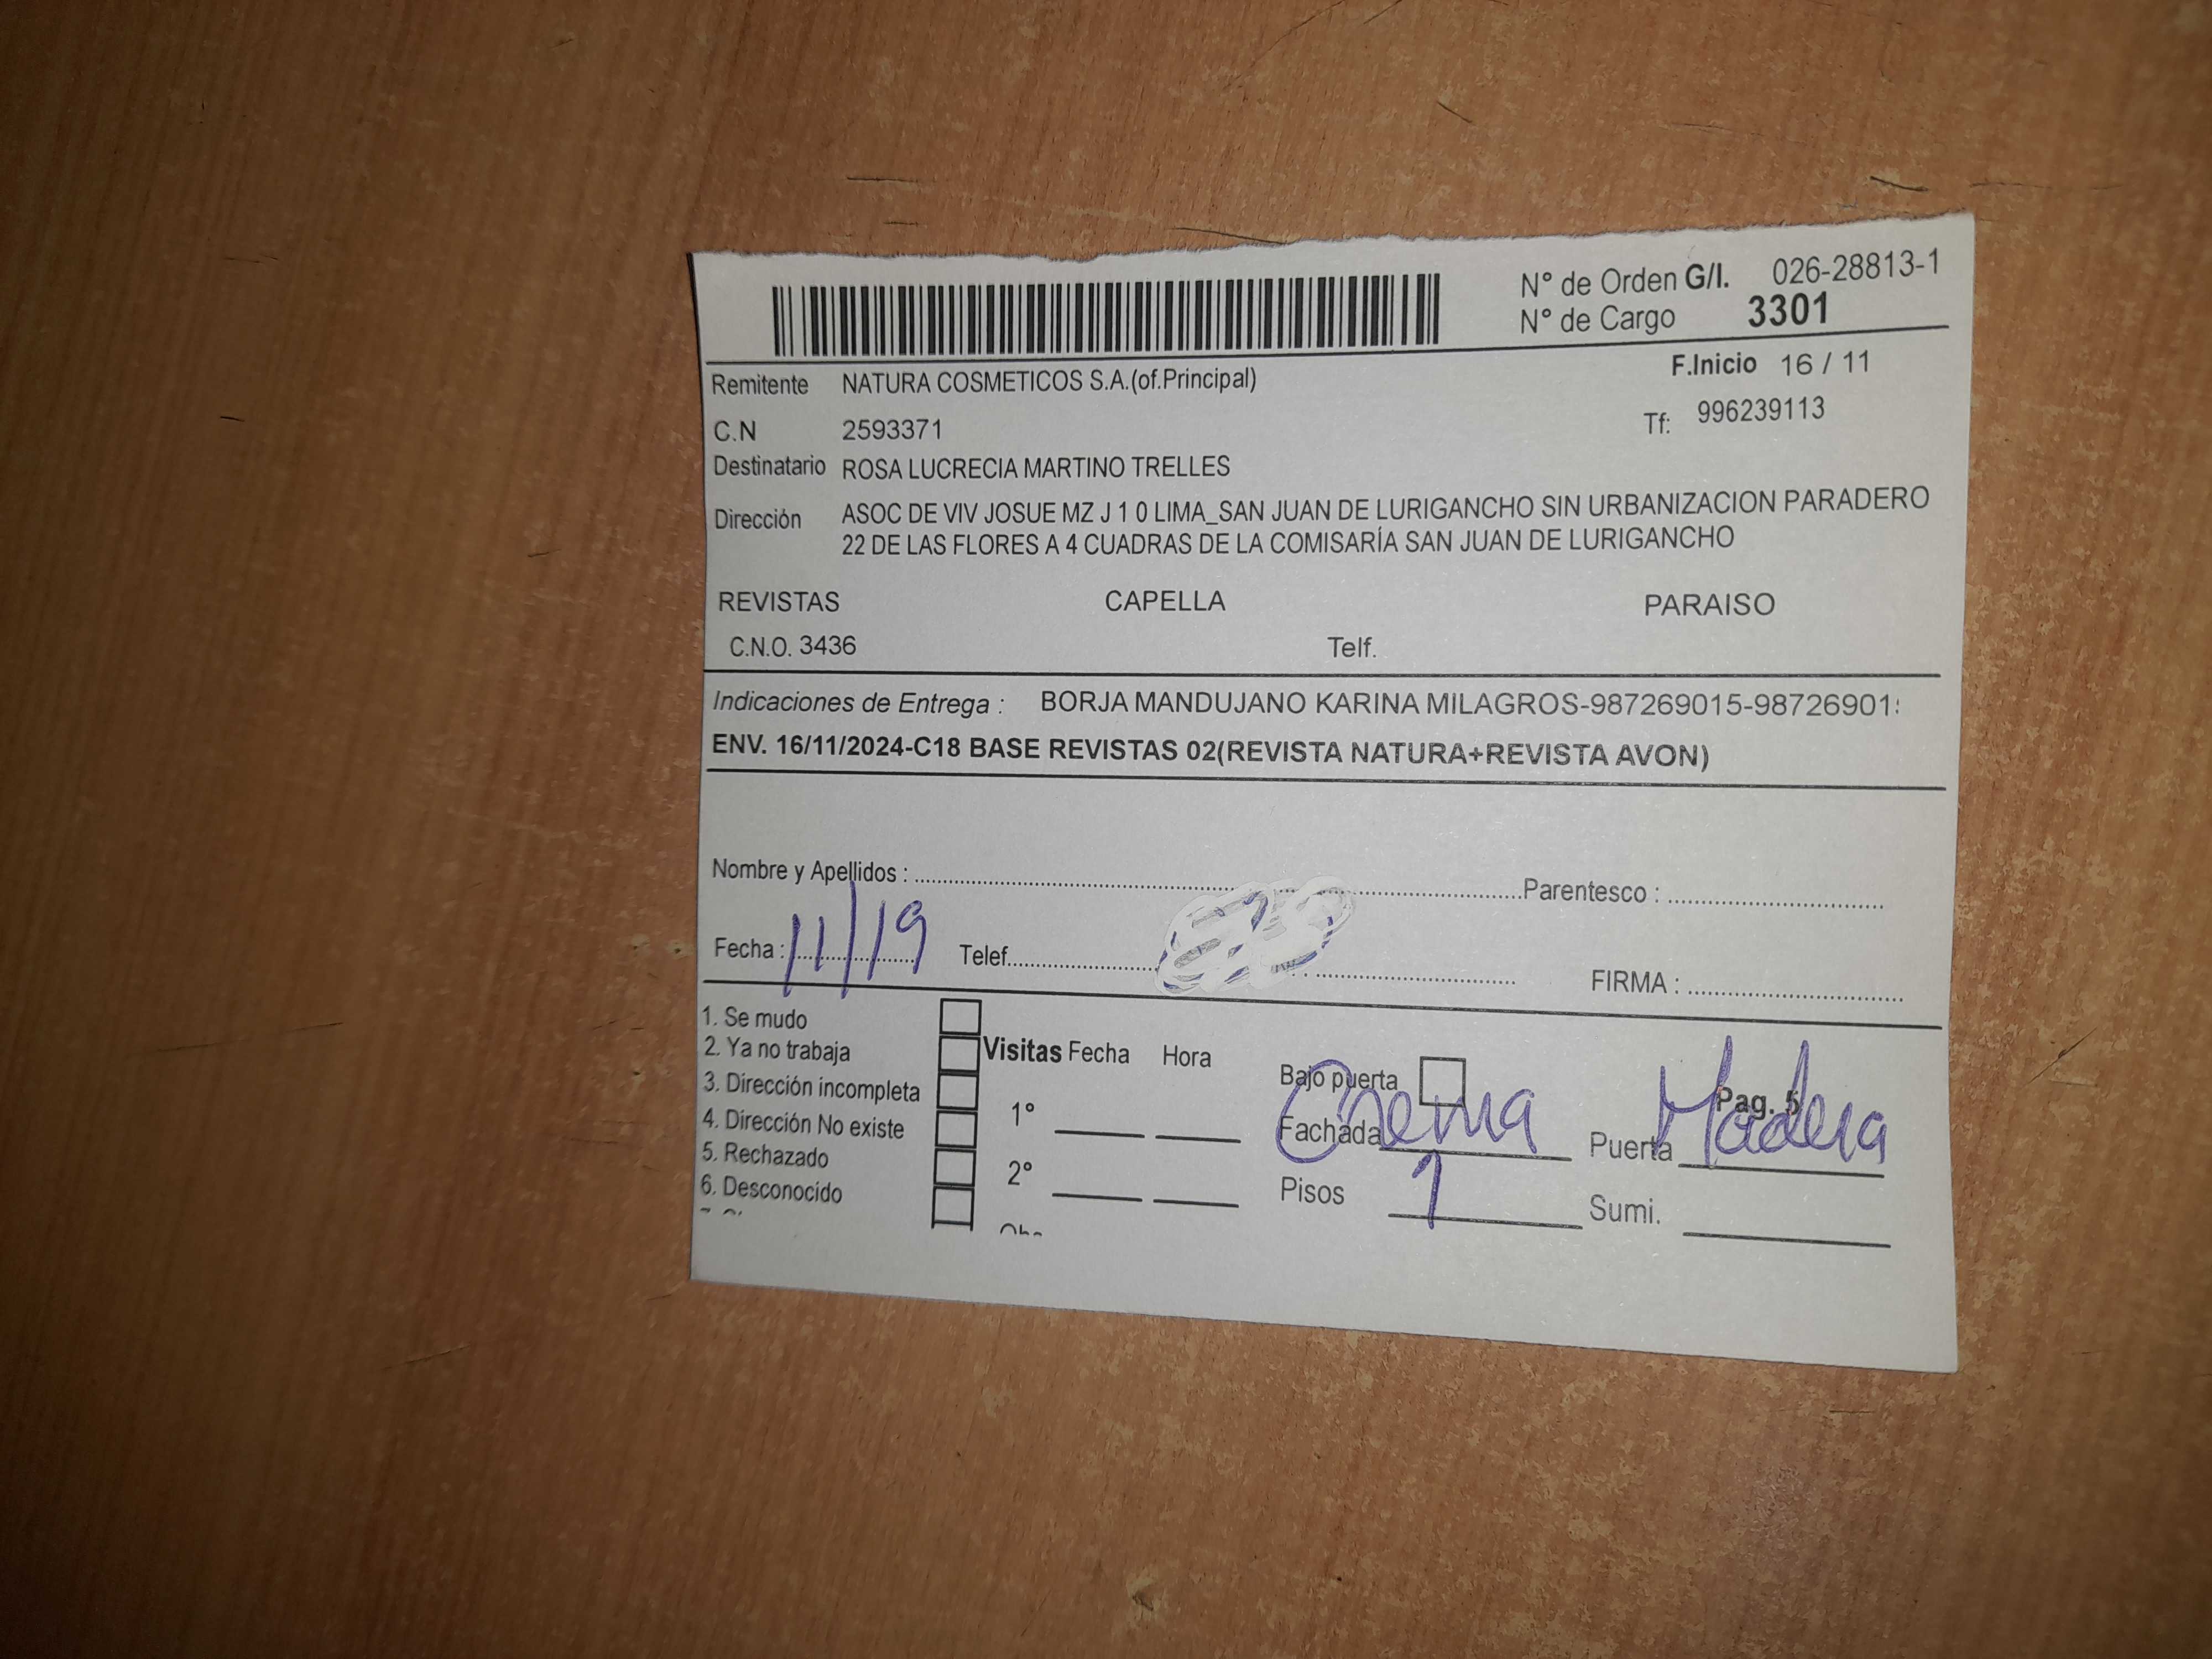 N° de Orden G/I. 026-28813-1
N° de Cargo 3301
F.Inicio 16 / 11
Remitente NATURA COSMETICOS S.A.(of.Principal)
C.N 2593371 Tf: 996239113
Destinatario ROSA LUCRECIA MARTINO TRELLES
Dirección ASOC DE VIV JOSUE MZ J 1 0 LIMA_SAN JUAN DE LURIGANCHO SIN URBANIZACION PARADERO
22 DE LAS FLORES A 4 CUADRAS DE LA COMISARÍA SAN JUAN DE LURIGANCHO
REVISTAS CAPELLA PARAISO
C.N.O. 3436 Telf.
Indicaciones de Entrega : BORJA MANDUJANO KARINA MILAGROS-987269015-98726901
ENV. 16/11/2024-C18 BASE REVISTAS 02(REVISTA NATURA+REVISTA AVON)
Nombre y Apellidos : Parentesco :
Fecha : 11/19 Telef. FIRMA :
1. Se mudo
2. Ya no trabaja Visitas Fecha Hora Bajo puerta
3. Dirección incompleta 1° Fachada Crema Puerta Madera Pag. 5
4. Dirección No existe
5. Rechazado 2° Pisos 1 Sumi.
6. Desconocido